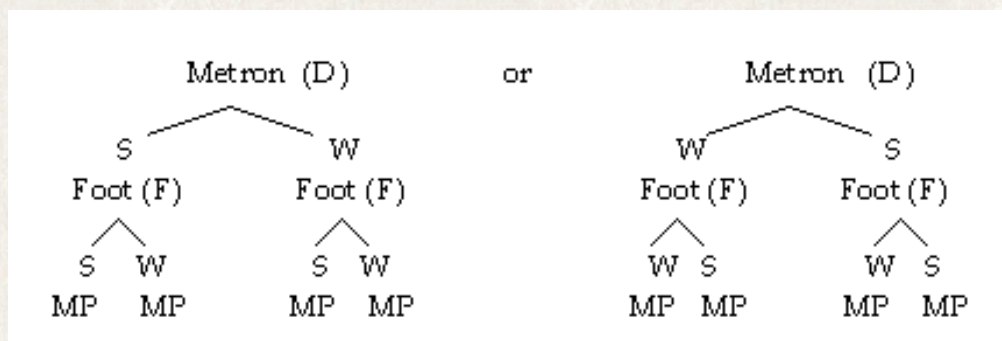 Metron (D) or Metron (D)
S W W S
Foot (F) Foot (F) Foot (F) Foot (F)
S W S W W S W S
MP MP MP MP MP MP MP MP